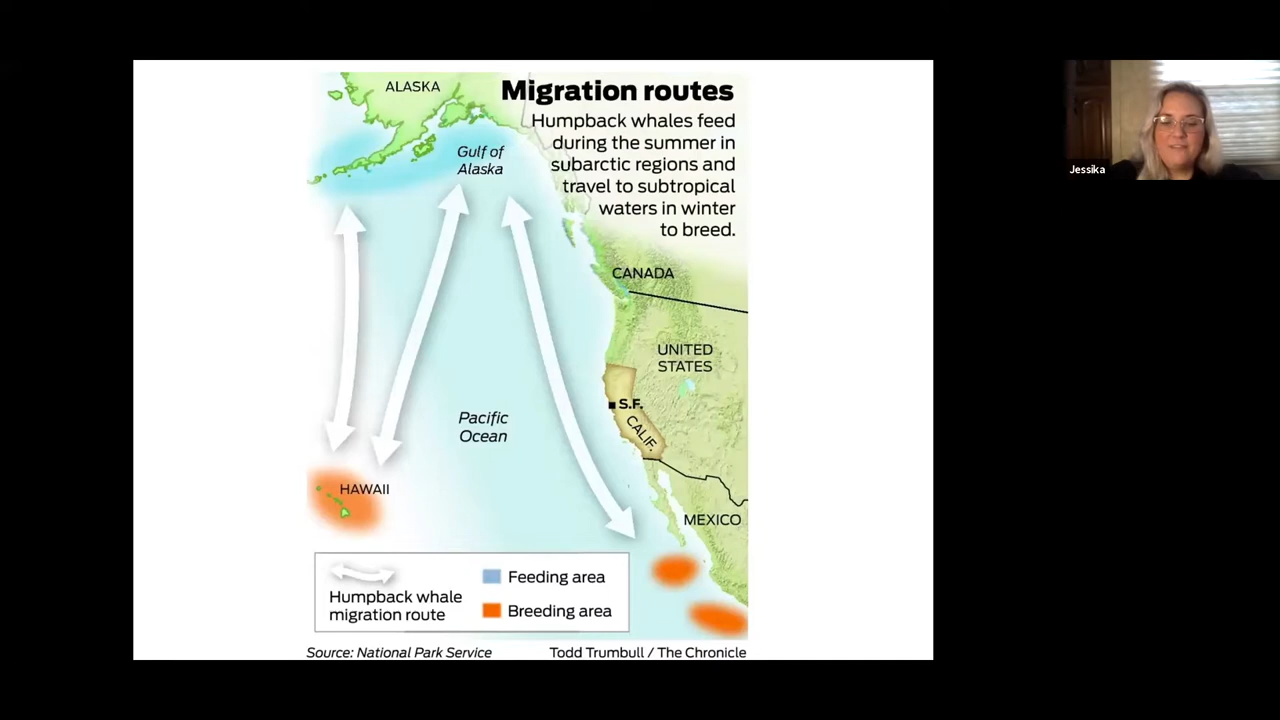 Migration routes
Humpback whales feed
during the summer in
subarctic regions and
travel to subtropical
waters in winter
to breed.
ALASKA
Gulf of
Alaska
CANADA
UNITED
STATES
S.F.
CALIF.
Pacific
Ocean
HAWAII
MEXICO
Humpback whale
migration route
Feeding area
Breeding area
Source: National Park Service
Todd Trumbull / The Chronicle
Jessika